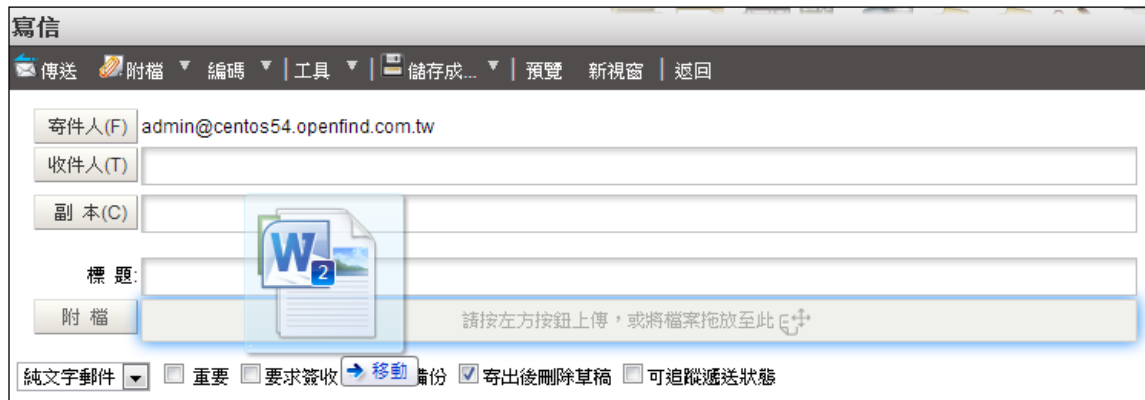 寫信
傳送 附檔 ▼ 編碼 ▼ | 工具 ▼ | 儲存成... ▼ | 預覽 新視窗 | 返回
寄件人(F) admin@centos54.openfind.com.tw
收件人(T)
副 本(C)
W
2
標 題:
附 檔 請按左方按鈕上傳，或將檔案拖放至此
純文字郵件 重要 要求簽收 移動 備份 寄出後刪除草稿 可追蹤遞送狀態